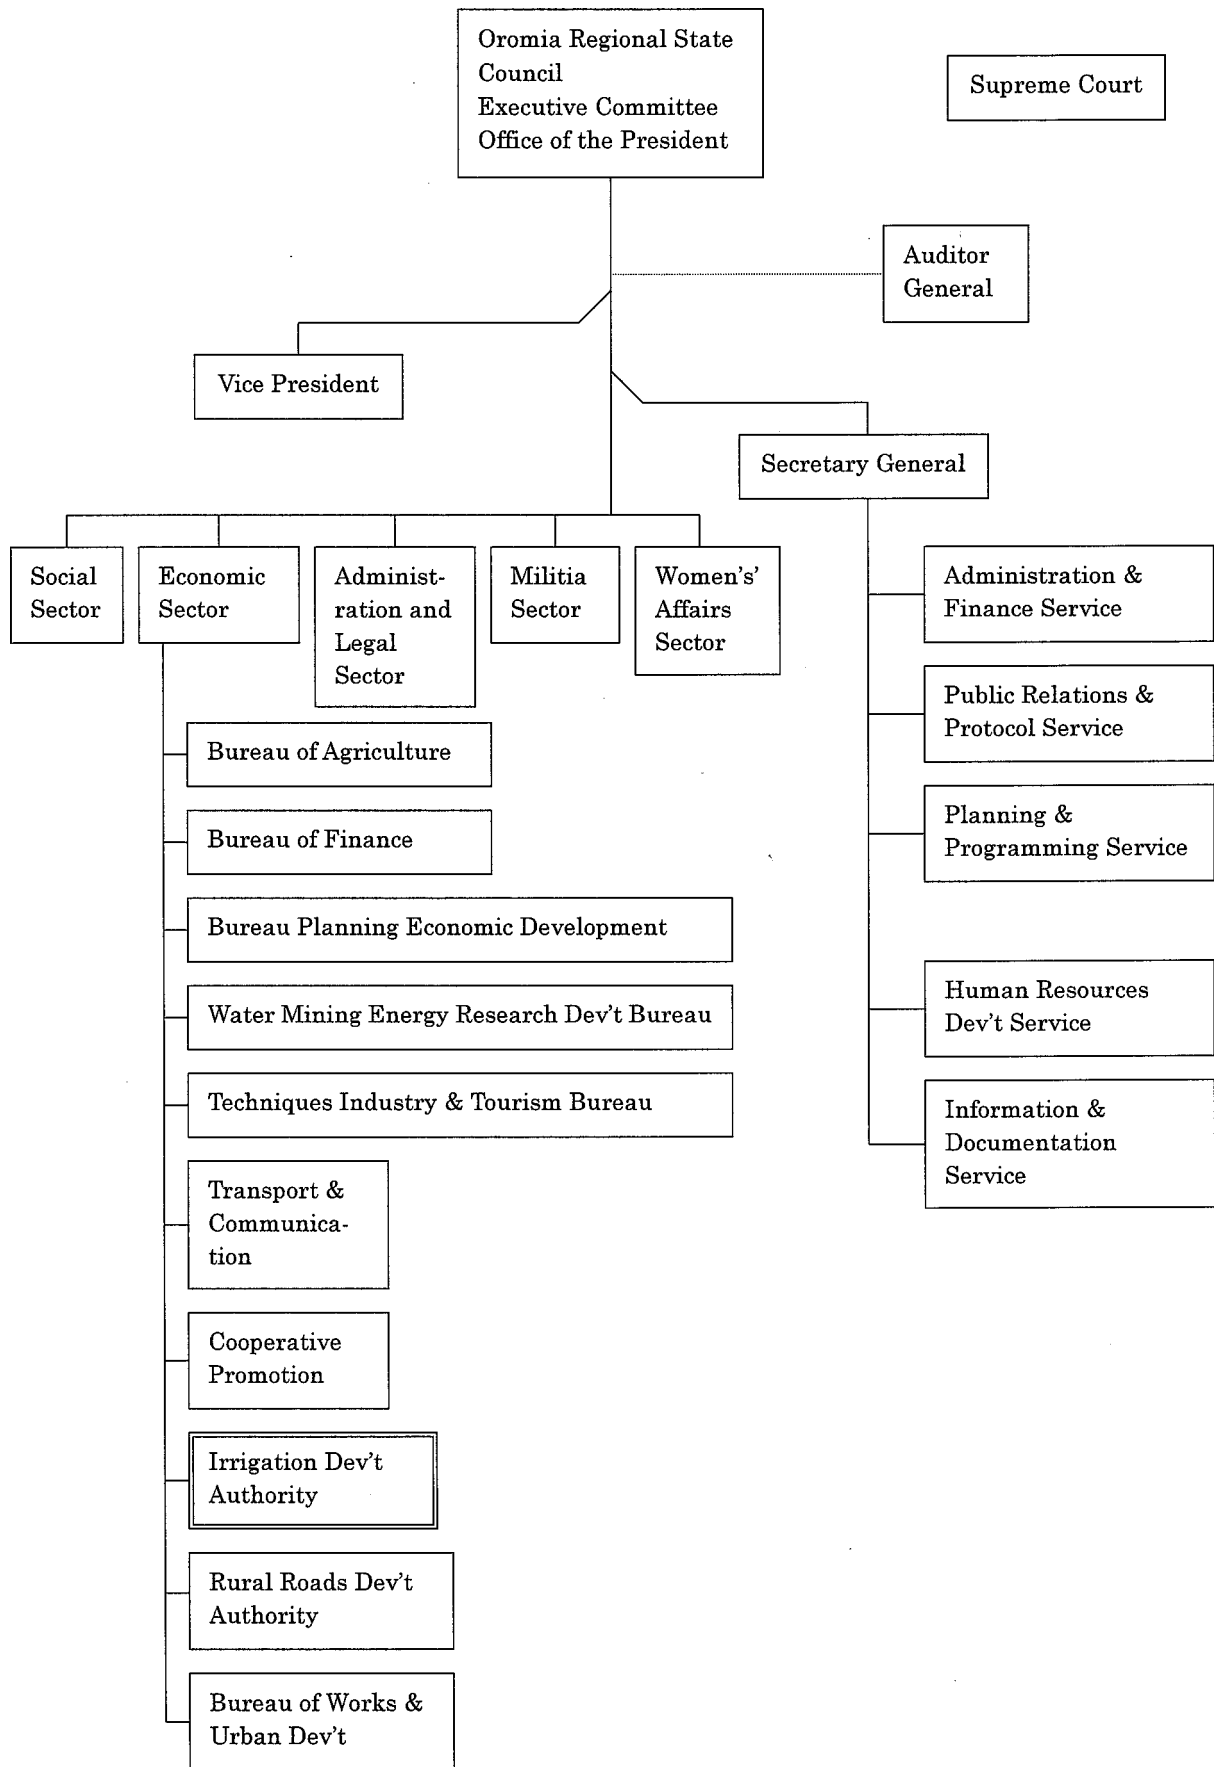 Oromia Regional State
Council
Executive Committee
Office of the President
Supreme Court
Auditor
General
Vice President
Secretary General
Social
Sector
Economic
Sector
Administ-
ration and
Legal
Sector
Militia
Sector
Women's'
Affairs
Sector
Administration &
Finance Service
Public Relations &
Protocol Service
Planning &
Programming Service
Human Resources
Dev't Service
Information &
Documentation
Service
Bureau of Agriculture
Bureau of Finance
Bureau Planning Economic Development
Water Mining Energy Research Dev't Bureau
Techniques Industry & Tourism Bureau
Transport &
Communica-
tion
Cooperative
Promotion
Irrigation Dev't
Authority
Rural Roads Dev't
Authority
Bureau of Works &
Urban Dev't